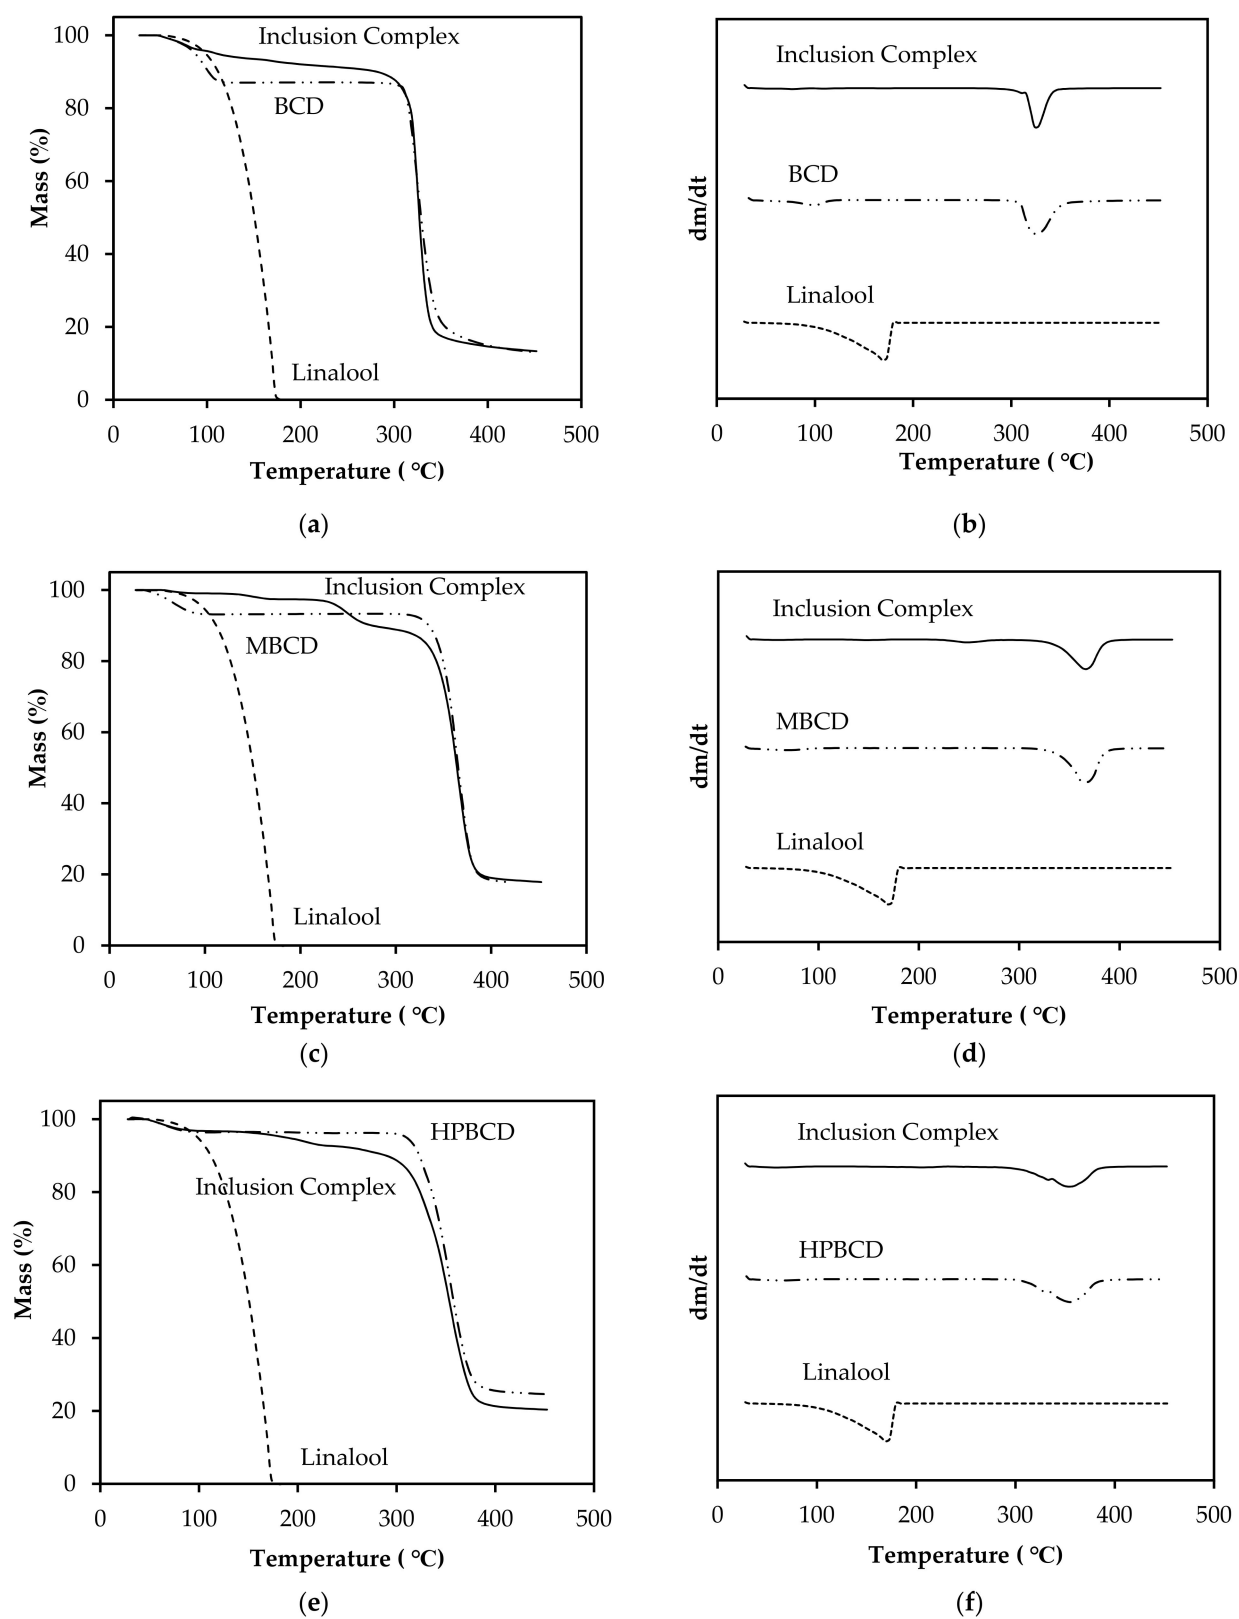 100
80
60
40
20
0
Mass (%)
Inclusion Complex
BCD
Linalool
0 100 200 300 400 500
Temperature ( °C)
(a)
dm/dt
Inclusion Complex
BCD
Linalool
0 100 200 300 400 500
Temperature ( °C)
(b)
100
80
60
40
20
0
Mass (%)
Inclusion Complex
MBCD
Linalool
0 100 200 300 400 500
Temperature ( °C)
(c)
dm/dt
Inclusion Complex
MBCD
Linalool
0 100 200 300 400 500
Temperature ( °C)
(d)
100
80
60
40
20
0
Mass (%)
HPBCD
Inclusion Complex
Linalool
0 100 200 300 400 500
Temperature ( °C)
(e)
dm/dt
Inclusion Complex
HPBCD
Linalool
0 100 200 300 400 500
Temperature ( °C)
(f)